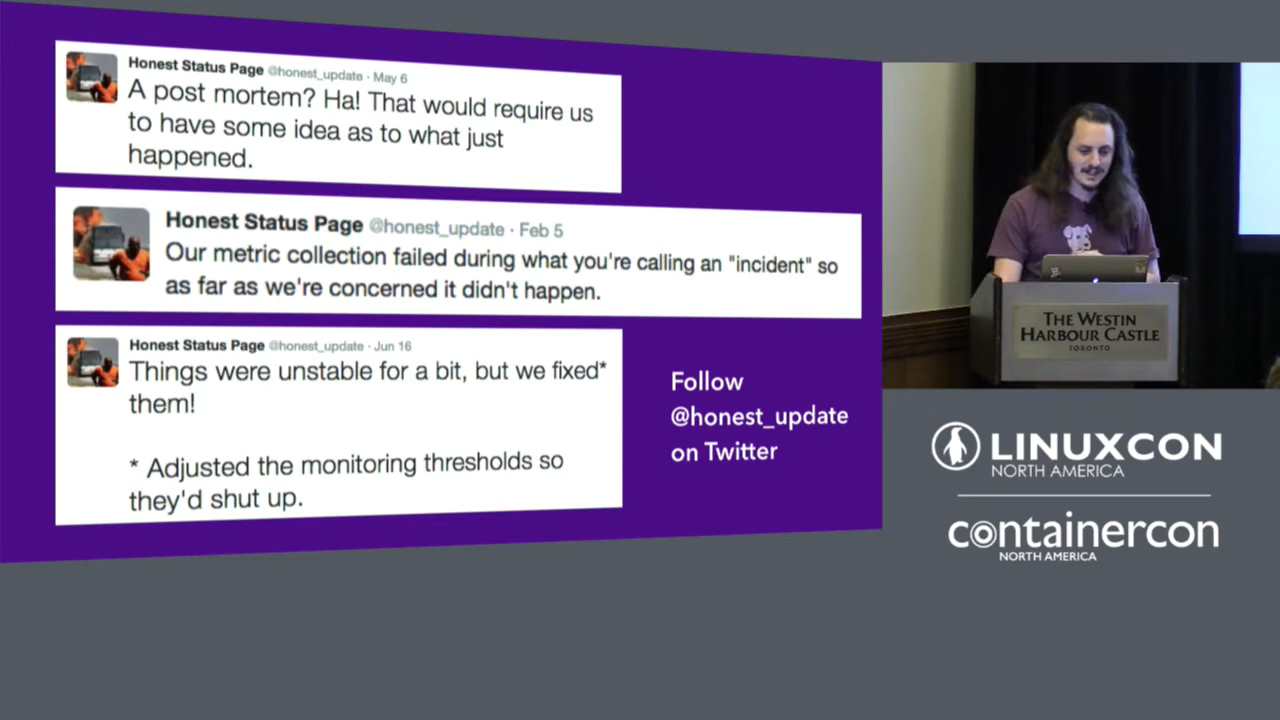 Honest Status Page @honest_update · May 6
A post mortem? Ha! That would require us
to have some idea as to what just
happened.
Honest Status Page @honest_update · Feb 5
Our metric collection failed during what you're calling an "incident" so
as far as we're concerned it didn't happen.
Honest Status Page @honest_update · Jun 16
Things were unstable for a bit, but we fixed*
them!
* Adjusted the monitoring thresholds so
they'd shut up.
Follow
@honest_update
on Twitter
THE WESTIN
HARBOUR CASTLE
TORONTO
LINUXCON
NORTH AMERICA
containercon
NORTH AMERICA